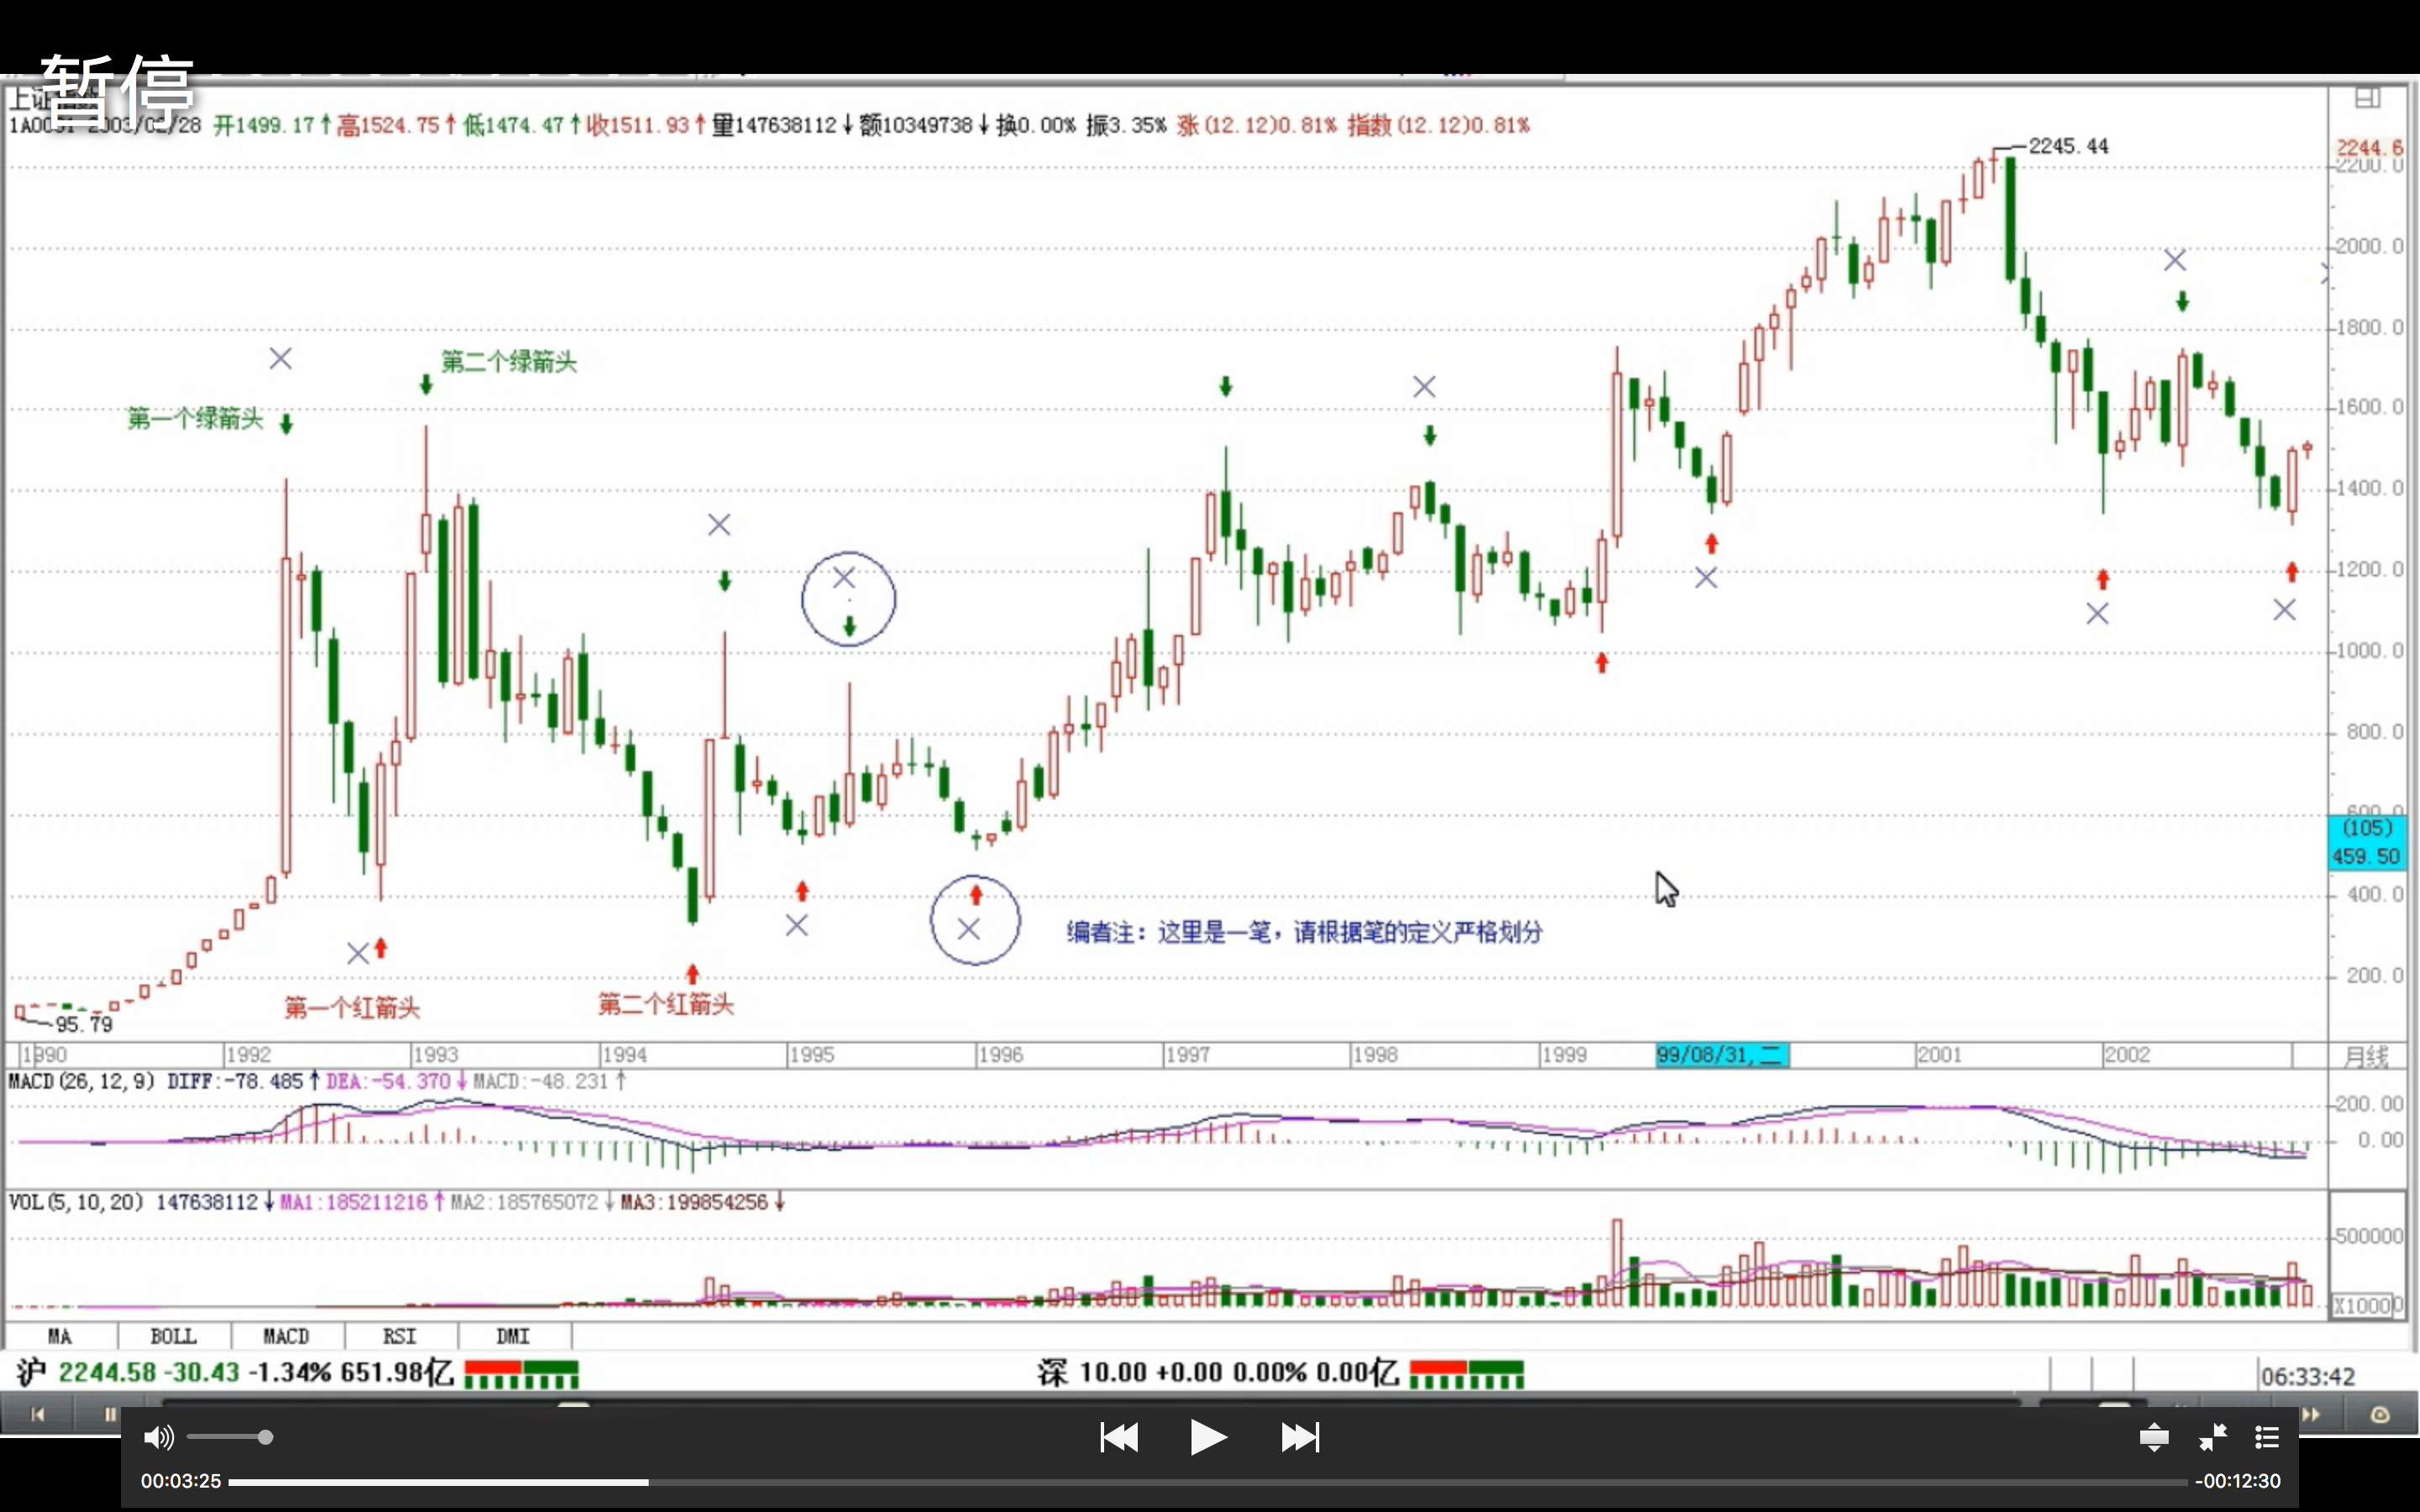 暂停
上证指数
1A0001 2003/02/28 开1499.17↑高1524.75↑低1474.47↑收1511.93↑量147638112↓额10349738↓换0.00% 振3.35% 涨(12.12)0.81% 指数(12.12)0.81%
2245.44
2244.6
2200.0
2000.0
1800.0
第二个绿箭头
第一个绿箭头
1600.0
1400.0
1200.0
1000.0
800.0
600.0
(105)
459.50
400.0
编者注：这里是一笔，请根据笔的定义严格划分
200.0
第一个红箭头
第二个红箭头
95.79
1990 1992 1993 1994 1995 1996 1997 1998 1999 99/08/31,二 2001 2002 月线
MACD(26,12,9) DIFF:-78.485↑DEA:-54.370↓MACD:-48.231↑
200.00
0.00
VOL(5,10,20) 147638112↓MA1:185211216↑MA2:185765072↓MA3:199854256↓
500000
X10000
MA BOLL MACD RSI DMI
沪 2244.58 -30.43 -1.34% 651.98亿 深 10.00 +0.00 0.00% 0.00亿 06:33:42
00:03:25 -00:12:30